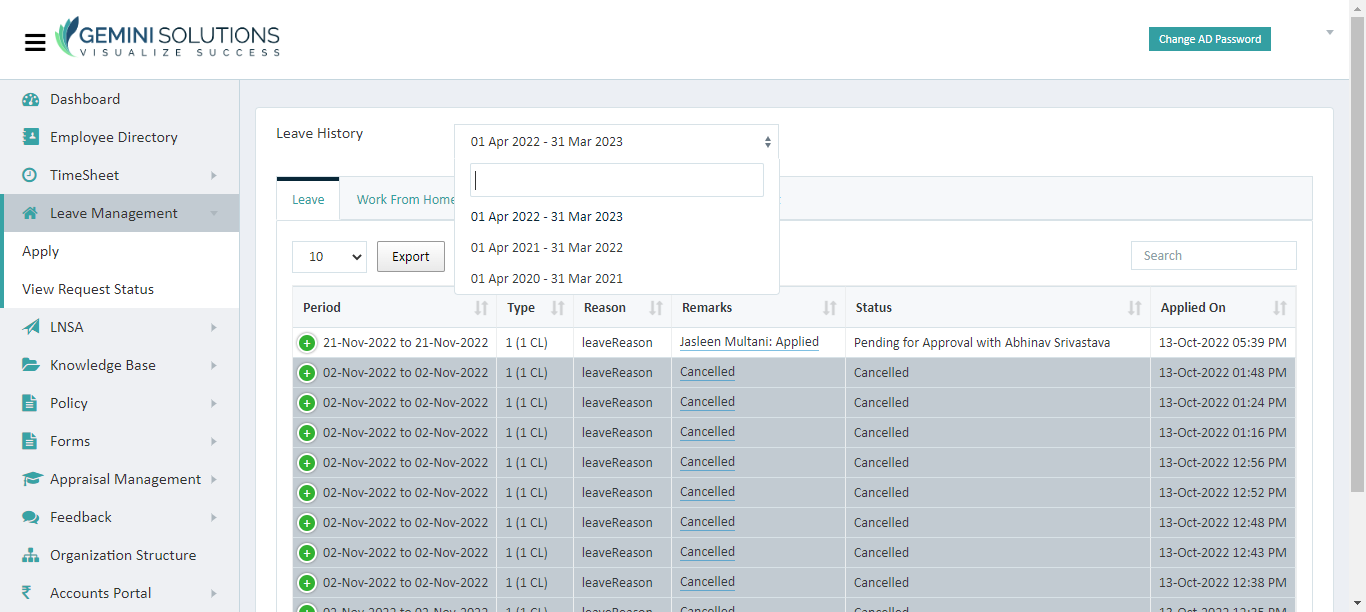 GEMINI SOLUTIONS
VISUALIZE SUCCESS
Change AD Password
Dashboard
Employee Directory
TimeSheet
Leave Management
Apply
View Request Status
LNSA
Knowledge Base
Policy
Forms
Appraisal Management
Feedback
Organization Structure
Accounts Portal
Leave History
01 Apr 2022 - 31 Mar 2023
01 Apr 2022 - 31 Mar 2023
01 Apr 2021 - 31 Mar 2022
01 Apr 2020 - 31 Mar 2021
Leave Work From Home
10 Export Search
Period Type Reason Remarks Status Applied On
21-Nov-2022 to 21-Nov-2022 1 (1 CL) leaveReason Jasleen Multani: Applied Pending for Approval with Abhinav Srivastava 13-Oct-2022 05:39 PM
02-Nov-2022 to 02-Nov-2022 1 (1 CL) leaveReason Cancelled Cancelled 13-Oct-2022 01:48 PM
02-Nov-2022 to 02-Nov-2022 1 (1 CL) leaveReason Cancelled Cancelled 13-Oct-2022 01:24 PM
02-Nov-2022 to 02-Nov-2022 1 (1 CL) leaveReason Cancelled Cancelled 13-Oct-2022 01:16 PM
02-Nov-2022 to 02-Nov-2022 1 (1 CL) leaveReason Cancelled Cancelled 13-Oct-2022 12:56 PM
02-Nov-2022 to 02-Nov-2022 1 (1 CL) leaveReason Cancelled Cancelled 13-Oct-2022 12:52 PM
02-Nov-2022 to 02-Nov-2022 1 (1 CL) leaveReason Cancelled Cancelled 13-Oct-2022 12:48 PM
02-Nov-2022 to 02-Nov-2022 1 (1 CL) leaveReason Cancelled Cancelled 13-Oct-2022 12:43 PM
02-Nov-2022 to 02-Nov-2022 1 (1 CL) leaveReason Cancelled Cancelled 13-Oct-2022 12:38 PM